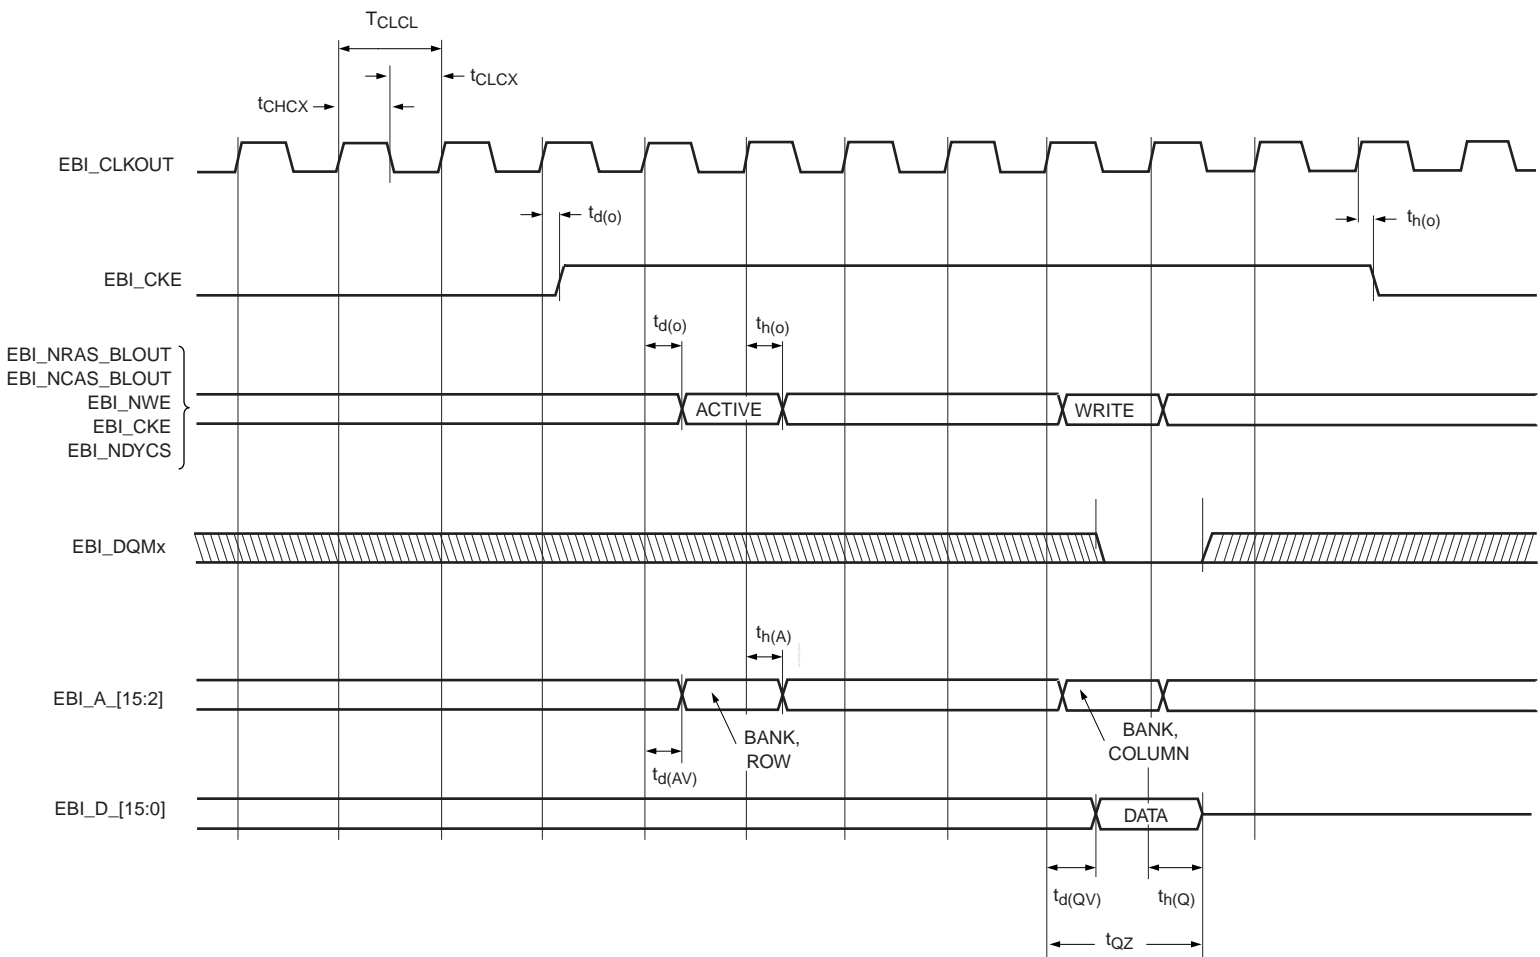 TCLCL
tCLCX
tCHCX
EBI_CLKOUT
td(o)
th(o)
EBI_CKE
td(o)
th(o)
EBI_NRAS_BLOUT
EBI_NCAS_BLOUT
EBI_NWE
EBI_CKE
EBI_NDYCS
ACTIVE
WRITE
EBI_DQMx
th(A)
EBI_A_[15:2]
BANK,
ROW
BANK,
COLUMN
td(AV)
EBI_D_[15:0]
DATA
td(QV)
th(Q)
tQZ